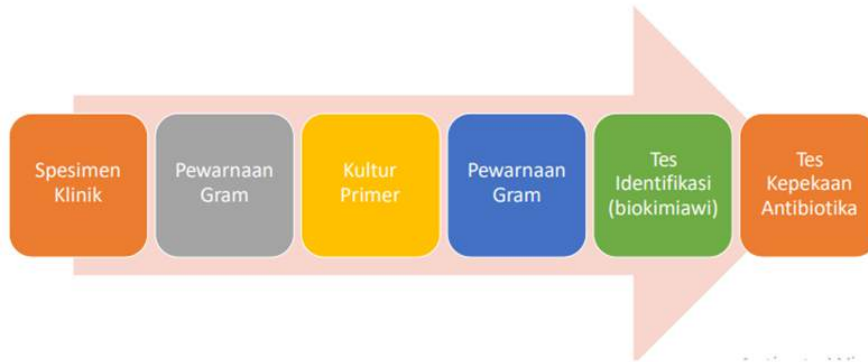 Spesimen
Klinik
Pewarnaan
Gram
Kultur
Primer
Pewarnaan
Gram
Tes
Identifikasi
(biokimiawi)
Tes
Kepekaan
Antibiotika